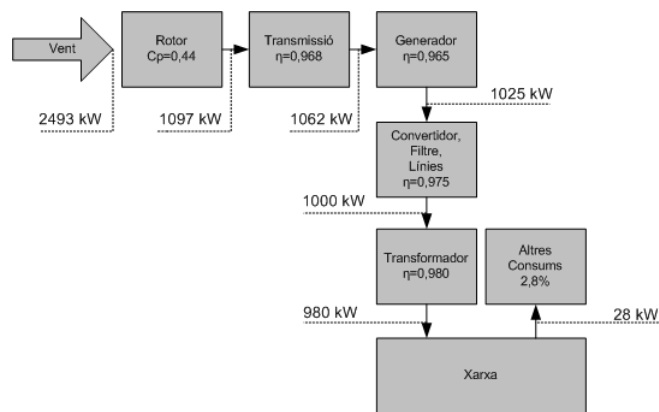 Vent
Rotor
Cp=0,44
Transmissió
η=0,968
Generador
η=0,965
2493 kW
1097 kW
1062 kW
1025 kW
Convertidor,
Filtre,
Línies
η=0,975
1000 kW
Transformador
η=0,980
Altres
Consums
2,8%
980 kW
28 kW
Xarxa